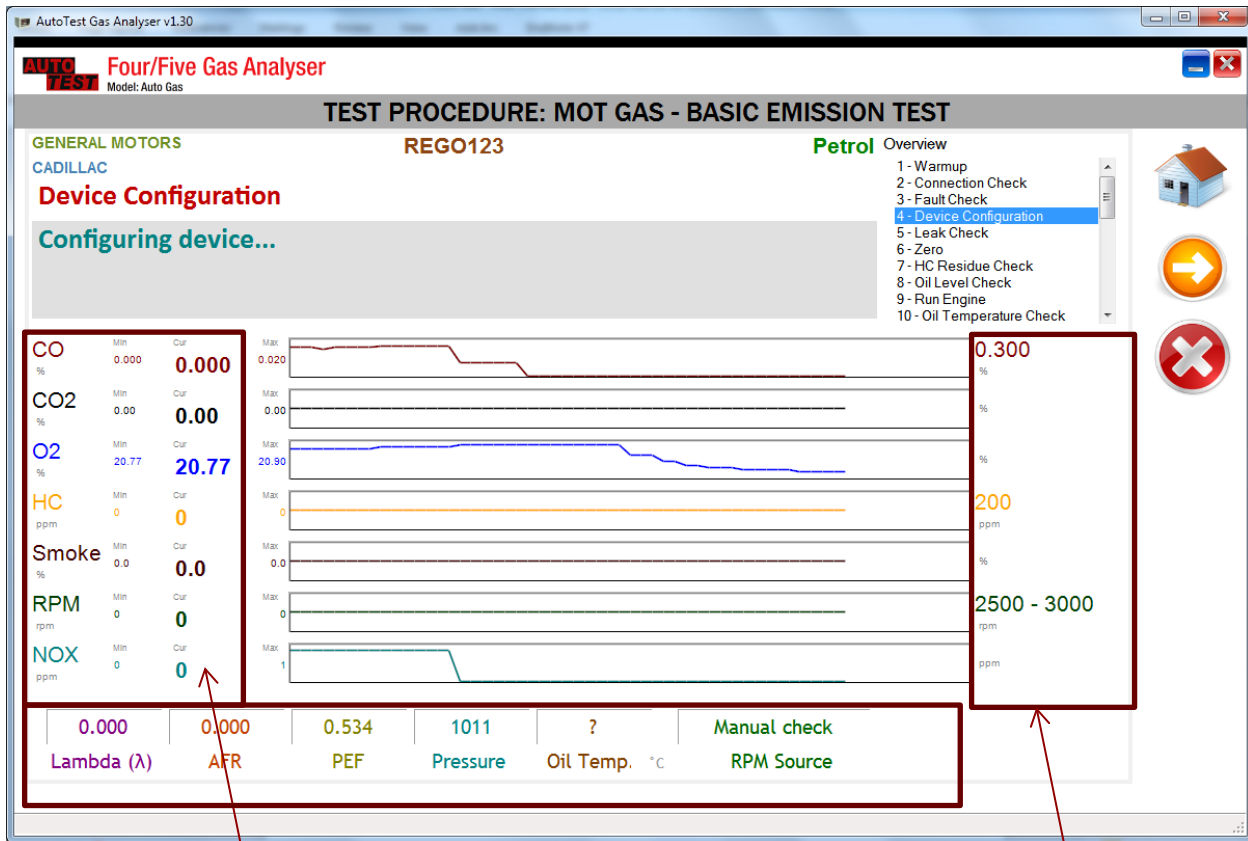 AutoTest Gas Analyser v1.30
AUTO TEST
Four/Five Gas Analyser
Model: Auto Gas
TEST PROCEDURE: MOT GAS - BASIC EMISSION TEST
GENERAL MOTORS REGO123 Petrol
CADILLAC
Device Configuration
Configuring device...
Overview
1 - Warmup
2 - Connection Check
3 - Fault Check
4 - Device Configuration
5 - Leak Check
6 - Zero
7 - HC Residue Check
8 - Oil Level Check
9 - Run Engine
10 - Oil Temperature Check
CO Min Cur Max 0.300
% 0.000 0.000 0.020 %
CO2 Min Cur Max
% 0.00 0.00 0.00 %
O2 Min Cur Max
% 20.77 20.77 20.90 %
HC Min Cur Max 200
ppm 0 0 0 ppm
Smoke Min Cur Max
% 0.0 0.0 0.0 %
RPM Min Cur Max 2500 - 3000
rpm 0 0 0 rpm
NOX Min Cur Max
ppm 0 0 1 ppm
0.000 0.000 0.534 1011 ? Manual check
Lambda (λ) AFR PEF Pressure Oil Temp. °C RPM Source